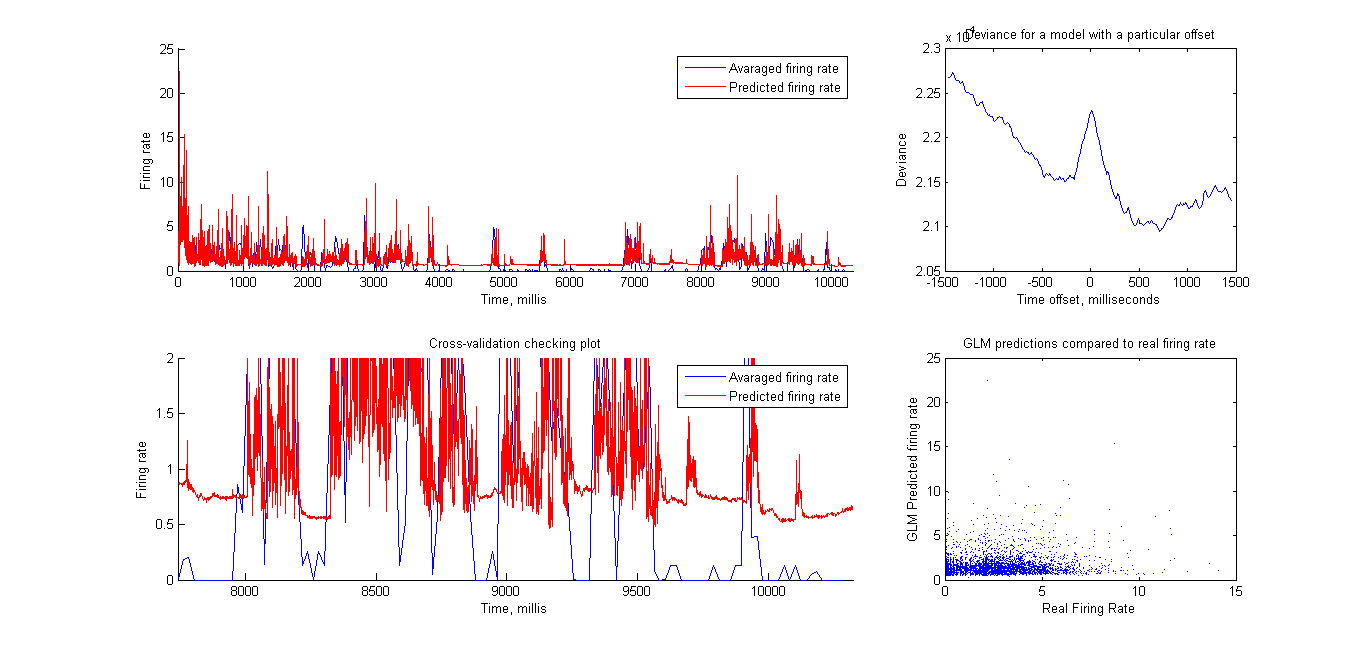 25
20
15
10
5
0
Firing rate
0 1000 2000 3000 4000 5000 6000 7000 8000 9000 10000
Time, millis
Avaraged firing rate
Predicted firing rate
x 10^4
Deviance for a model with a particular offset
2.3
2.25
2.2
2.15
2.1
2.05
Deviance
-1500 -1000 -500 0 500 1000 1500
Time offset, milliseconds
Cross-validation checking plot
2
1.5
1
0.5
0
Firing rate
8000 8500 9000 9500 10000
Time, millis
Avaraged firing rate
Predicted firing rate
GLM predictions compared to real firing rate
25
20
15
10
5
0
GLM Predicted firing rate
0 5 10 15
Real Firing Rate